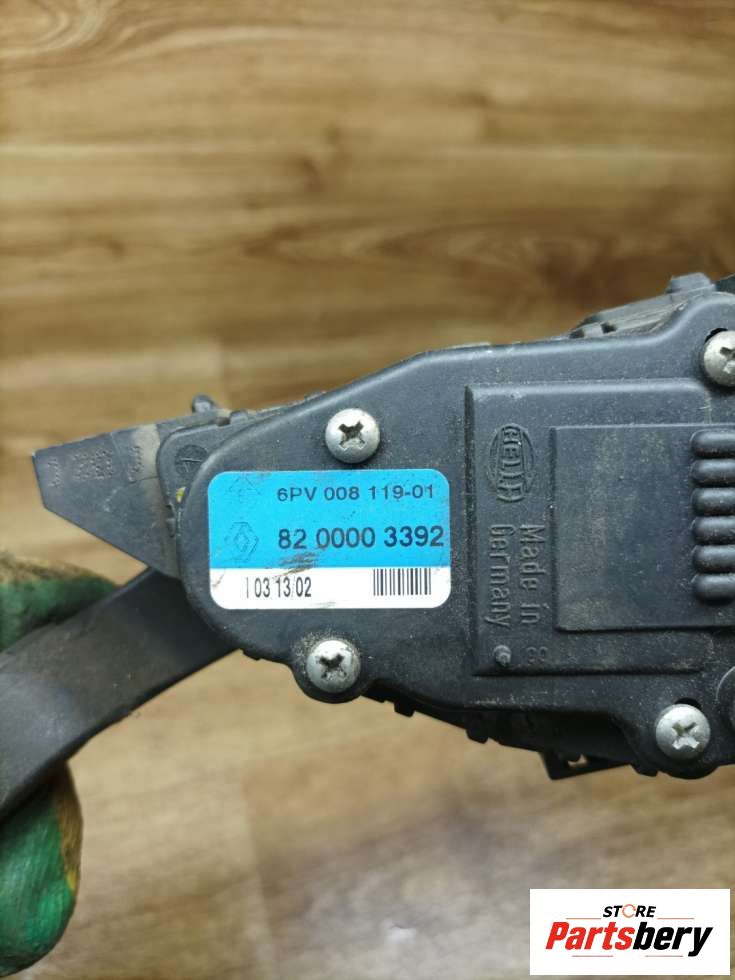 6PV 008 119-01
82 0000 3392
I 03 13/02
HELLA
Made in
Germany
STORE
Partsbery